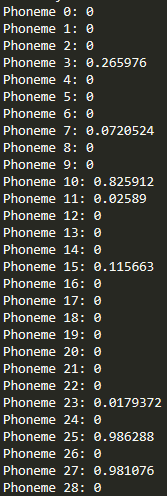 Phoneme 0: 0
Phoneme 1: 0
Phoneme 2: 0
Phoneme 3: 0.265976
Phoneme 4: 0
Phoneme 5: 0
Phoneme 6: 0
Phoneme 7: 0.0720524
Phoneme 8: 0
Phoneme 9: 0
Phoneme 10: 0.825912
Phoneme 11: 0.02589
Phoneme 12: 0
Phoneme 13: 0
Phoneme 14: 0
Phoneme 15: 0.115663
Phoneme 16: 0
Phoneme 17: 0
Phoneme 18: 0
Phoneme 19: 0
Phoneme 20: 0
Phoneme 21: 0
Phoneme 22: 0
Phoneme 23: 0.0179372
Phoneme 24: 0
Phoneme 25: 0.986288
Phoneme 26: 0
Phoneme 27: 0.981076
Phoneme 28: 0